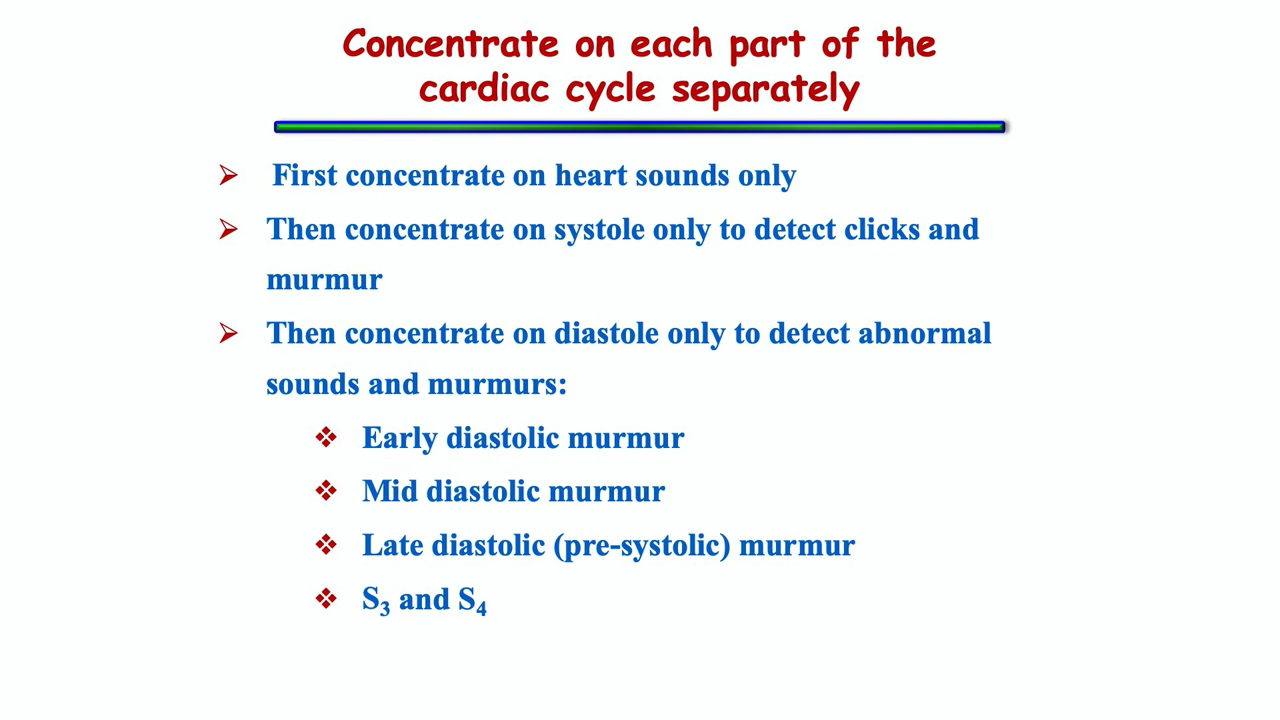 Concentrate on each part of the
cardiac cycle separately
First concentrate on heart sounds only
Then concentrate on systole only to detect clicks and
murmur
Then concentrate on diastole only to detect abnormal
sounds and murmurs:
Early diastolic murmur
Mid diastolic murmur
Late diastolic (pre-systolic) murmur
S₃ and S₄